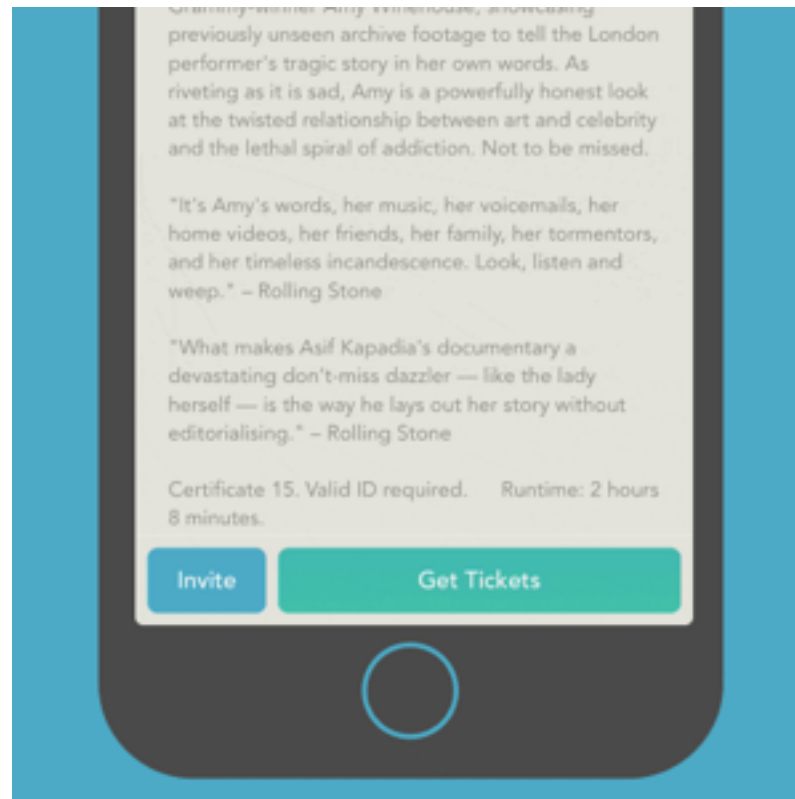 Grammy-winner Amy Winehouse, showcasing
previously unseen archive footage to tell the London
performer's tragic story in her own words. As
riveting as it is sad, Amy is a powerfully honest look
at the twisted relationship between art and celebrity
and the lethal spiral of addiction. Not to be missed.
"It's Amy's words, her music, her voicemails, her
home videos, her friends, her family, her tormentors,
and her timeless incandescence. Look, listen and
weep." – Rolling Stone
"What makes Asif Kapadia's documentary a
devastating don't-miss dazzler — like the lady
herself — is the way he lays out her story without
editorialising." – Rolling Stone
Certificate 15. Valid ID required. Runtime: 2 hours
8 minutes.
Invite Get Tickets